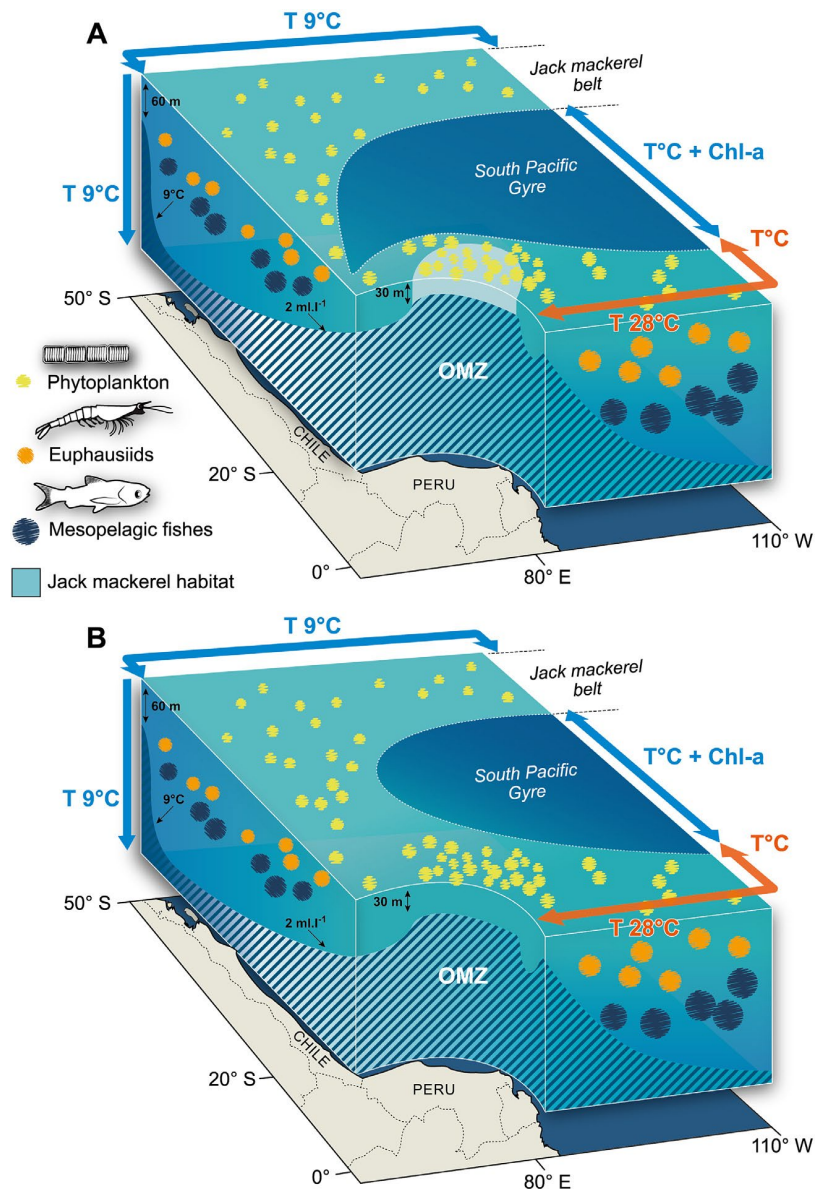 A
T 9°C
Jack mackerel
belt
60 m
T°C + Chl-a
South Pacific
Gyre
T 9°C
9°C
T°C
50° S
2 ml.l⁻¹
30 m
T 28°C
OMZ
Phytoplankton
CHILE
Euphausiids
20° S
PERU
Mesopelagic fishes
110° W
0°
80° E
Jack mackerel habitat
B
T 9°C
Jack mackerel
belt
60 m
T°C + Chl-a
South Pacific
Gyre
T 9°C
9°C
T°C
50° S
2 ml.l⁻¹
30 m
T 28°C
OMZ
CHILE
20° S
PERU
110° W
0°
80° E